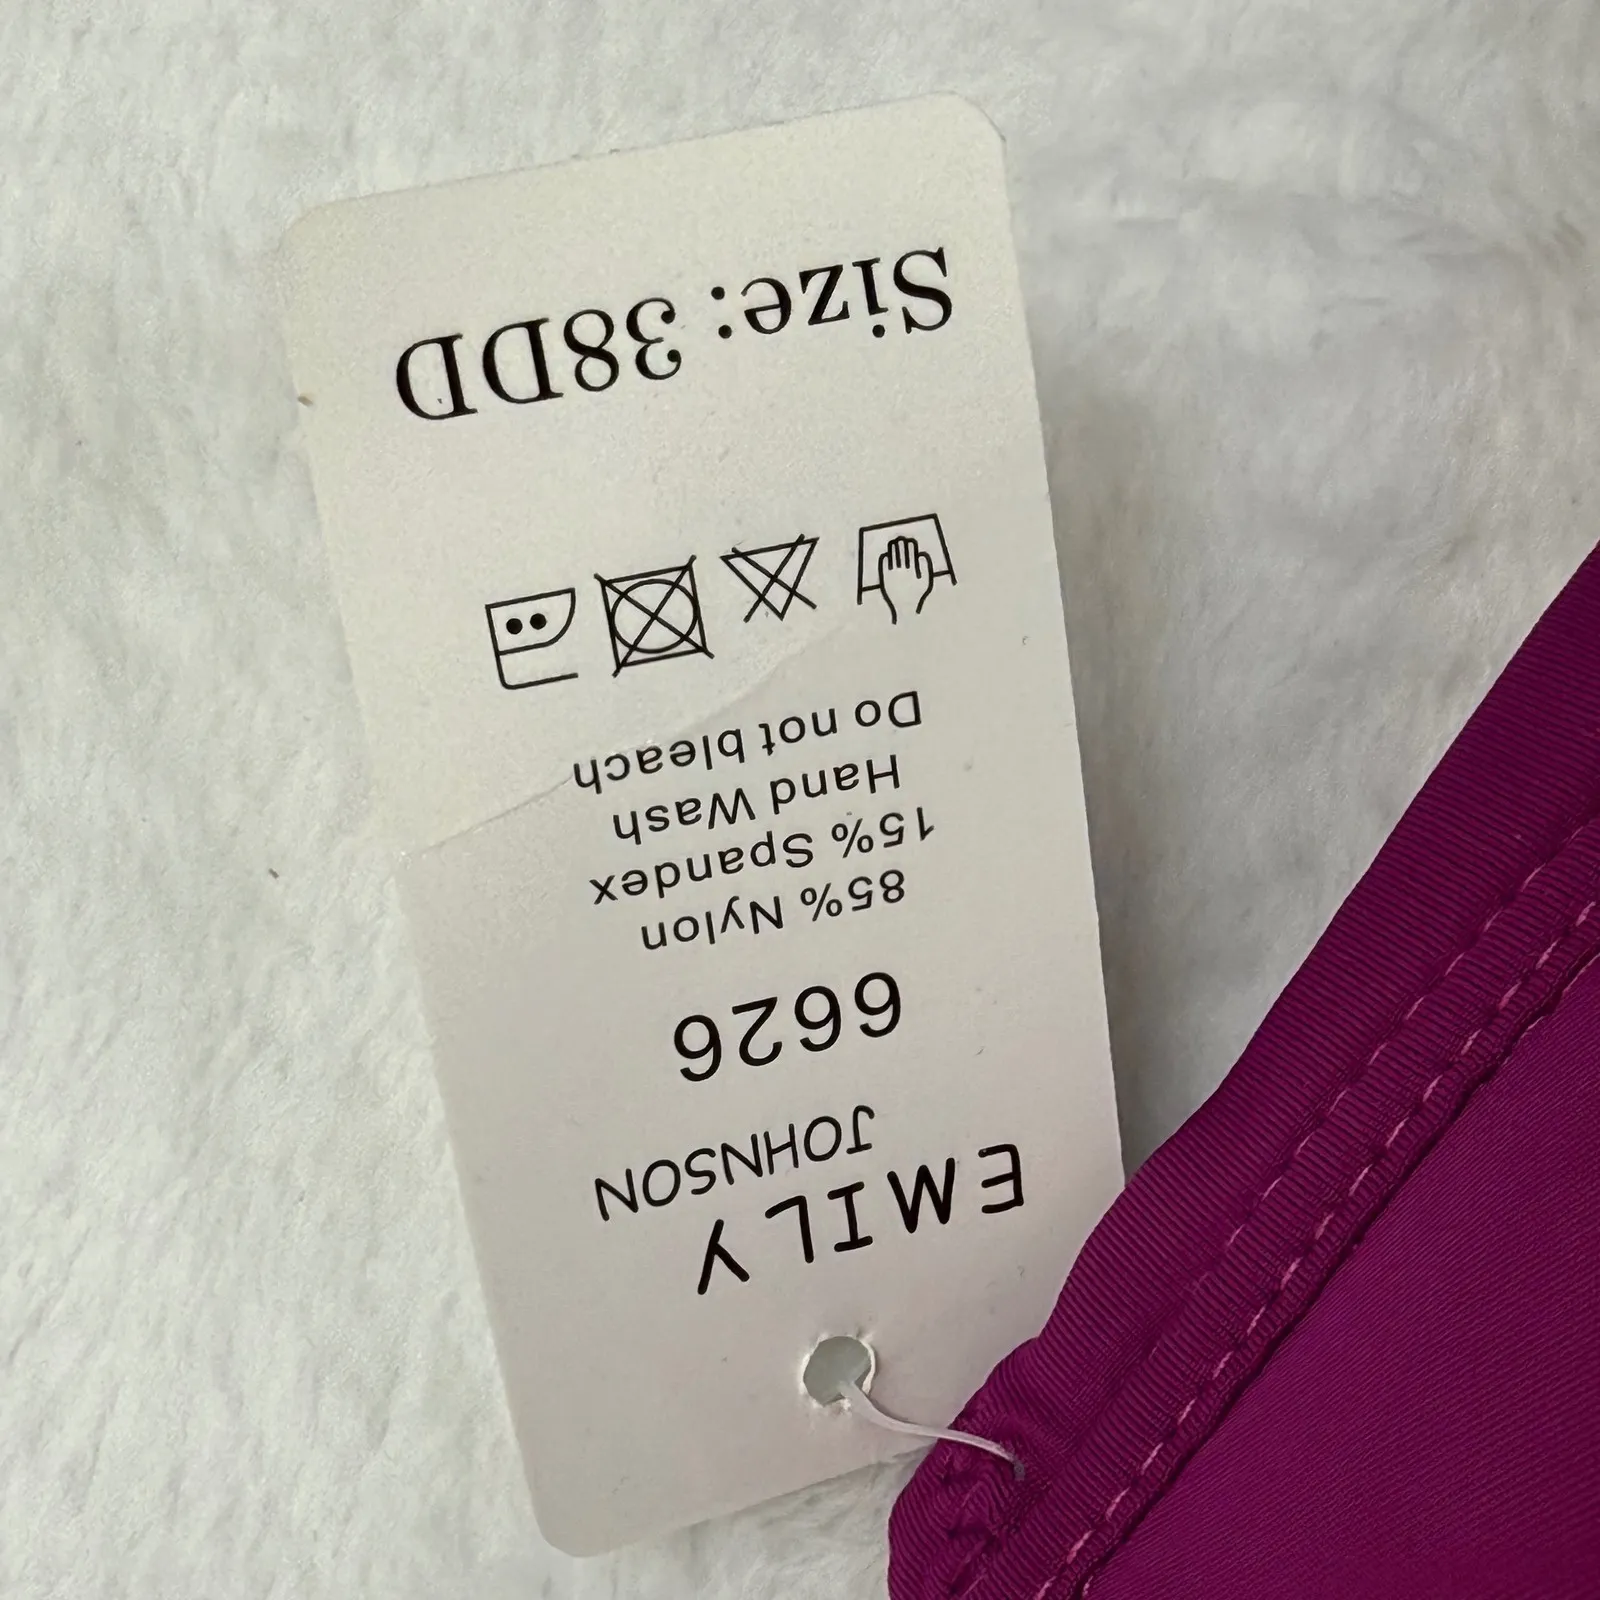 EMILY
JOHNSON
6626
85% Nylon
15% Spandex
Hand Wash
Do not bleach
Size: 38DD